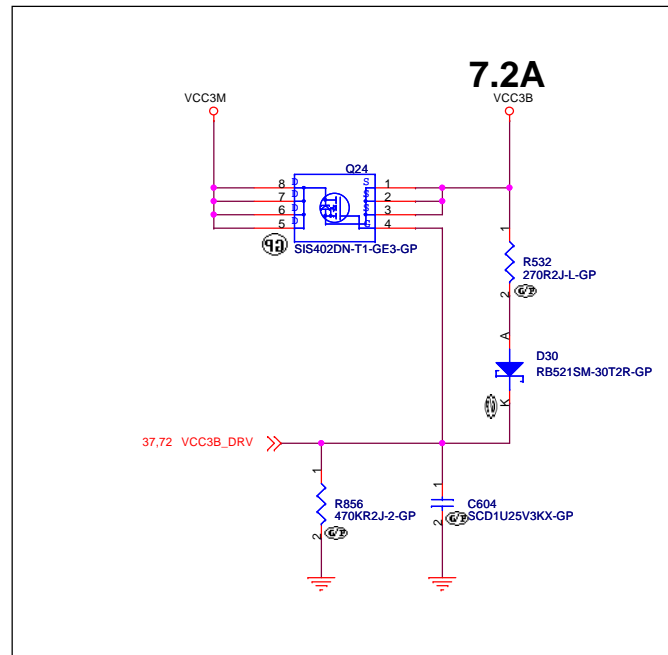 7.2A
VCC3M
VCC3B
Q24
8
D
S
1
7
D
S
2
6
D
S
3
5
D
G
4
GP
SIS402DN-T1-GE3-GP
1
R532
270R2J-L-GP
2
G/P
A
D30
RB521SM-30T2R-GP
K
37,72 VCC3B_DRV
1
R856
470KR2J-2-GP
2
G/P
1
C604
SCD1U25V3KX-GP
2
G/P